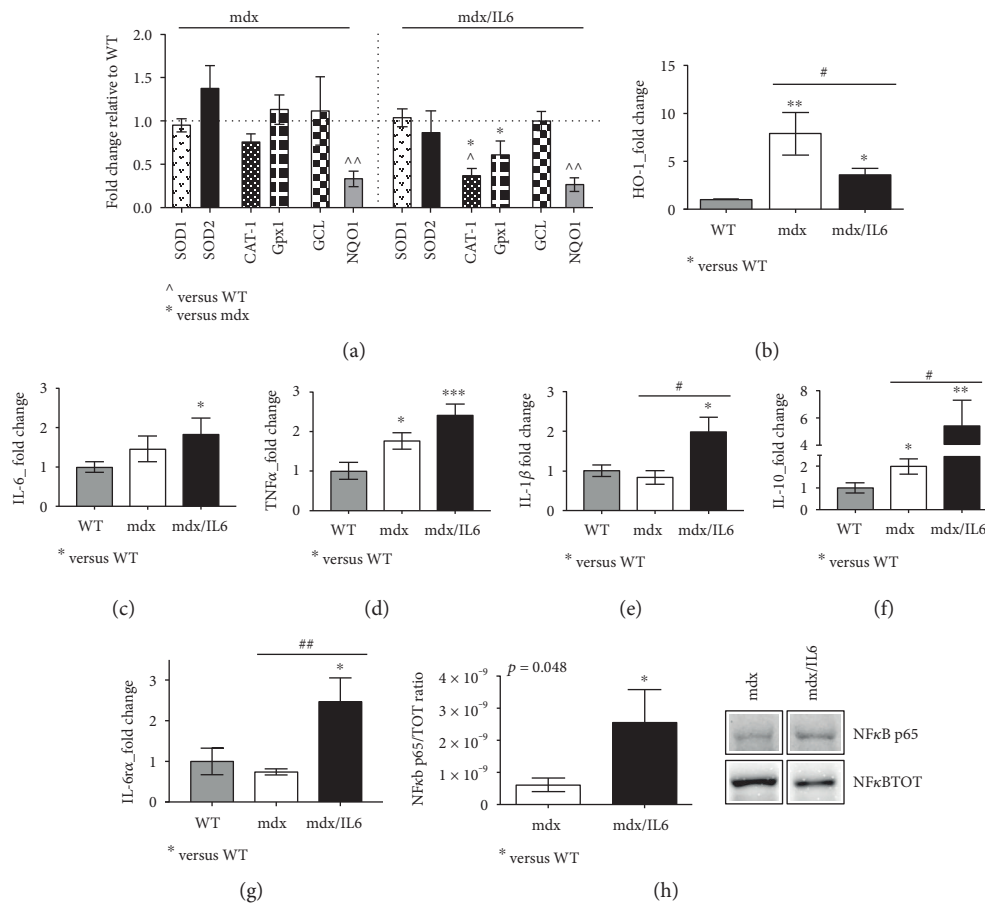 mdx
mdx/IL6
Fold change relative to WT
1.5
2.0
1.0
0.5
0.0
^^
*
^
*
^^
SOD1
SOD2
CAT-1
Gpx1
GCL
NQO1
SOD1
SOD2
CAT-1
Gpx1
GCL
NQO1
^ versus WT
* versus mdx
(a)
HO-1_fold change
15
10
5
0
#
**
*
WT
mdx
mdx/IL6
* versus WT
(b)
IL-6_fold change
3
2
1
0
*
WT
mdx
mdx/IL6
* versus WT
(c)
TNFα_fold change
3
2
1
0
*
***
WT
mdx
mdx/IL6
* versus WT
(d)
IL-1β fold change
3
2
1
0
#
*
WT
mdx
mdx/IL6
* versus WT
(e)
IL-10_fold change
8
6
4
2
1
0
#
*
**
WT
mdx
mdx/IL6
* versus WT
(f)
IL-6rα_fold change
3
2
1
0
##
*
WT
mdx
mdx/IL6
* versus WT
(g)
NFκb p65/TOT ratio
4 × 10⁻⁹
3 × 10⁻⁹
2 × 10⁻⁹
1 × 10⁻⁹
0
p = 0.048
*
mdx
mdx/IL6
* versus WT
mdx
mdx/IL6
NFκB p65
NFκBTOT
(h)